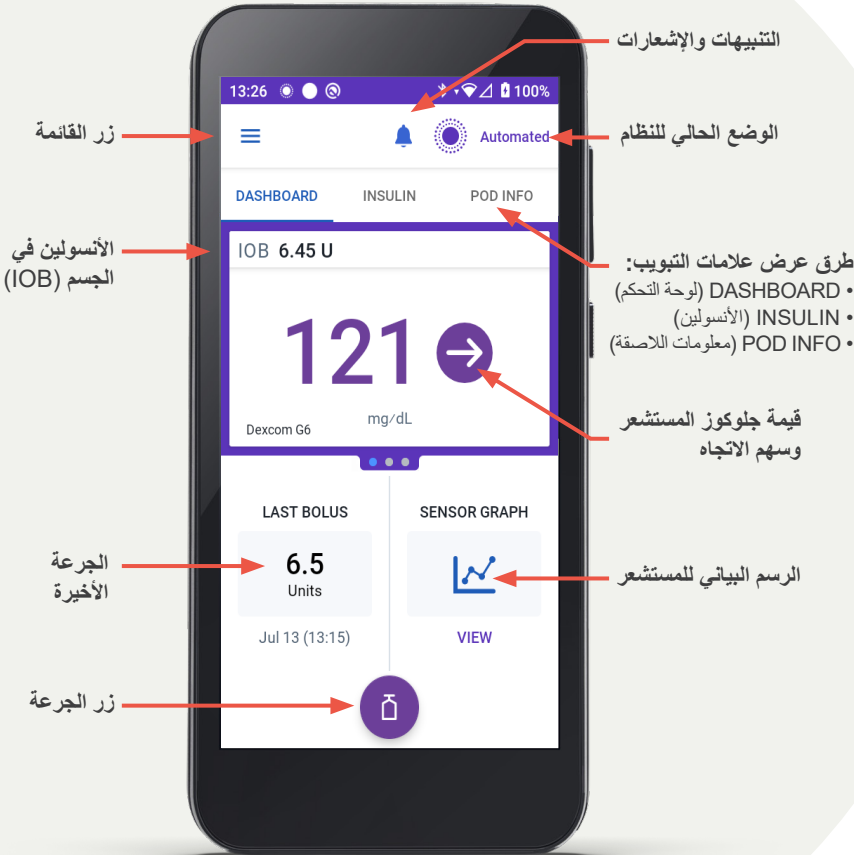 التنبيهات والإشعارات
13:26
100%
زر القائمة
Automated
الوضع الحالي للنظام
DASHBOARD
INSULIN
POD INFO
الأنسولين في
الجسم (IOB)
IOB 6.45 U
طرق عرض علامات التبويب:
• DASHBOARD (لوحة التحكم)
• INSULIN (الأنسولين)
• POD INFO (معلومات اللاصقة)
121
mg/dL
Dexcom G6
قيمة جلوكوز المستشعر
وسهم الاتجاه
LAST BOLUS
SENSOR GRAPH
الجرعة
الأخيرة
6.5
Units
الرسم البياني للمستشعر
Jul 13 (13:15)
VIEW
زر الجرعة